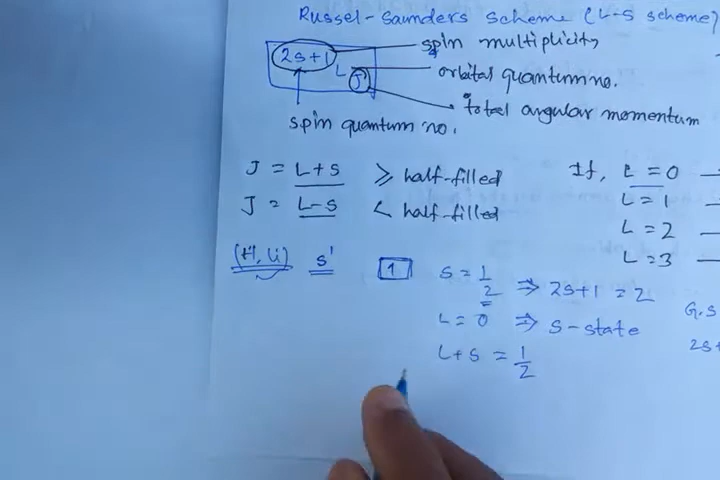 Russel-Saunders Scheme (L-S scheme)
2s+1 L J
spin multiplicity
orbital quantum no.
total angular momentum
spin quantum no.
J = L+s ≥ half-filled
J = L-s < half-filled
If, L = 0
L = 1
L = 2
L = 3
(H, Li) s¹ 1 s = 1/2 ⇒ 2s+1 = 2
L = 0 ⇒ s-state
L+s = 1/2
G.S
2s+